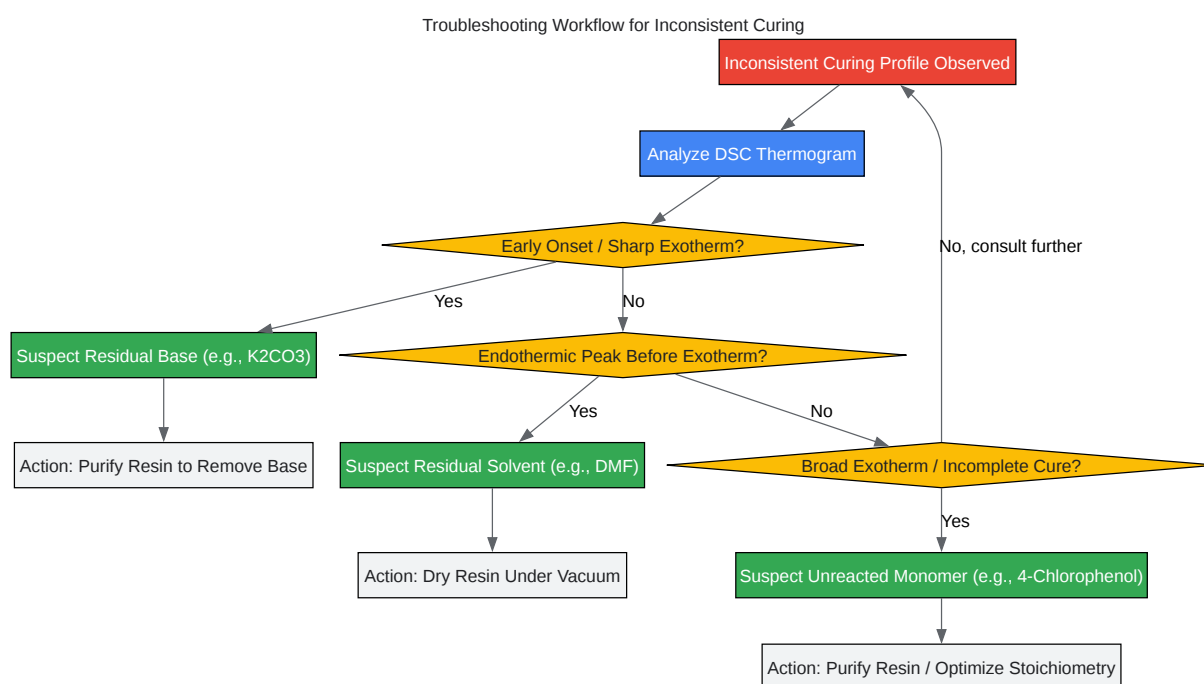 Troubleshooting Workflow for Inconsistent Curing
Inconsistent Curing Profile Observed
Analyze DSC Thermogram
Early Onset / Sharp Exotherm?
No, consult further
Yes
No
Suspect Residual Base (e.g., K2CO3)
Endothermic Peak Before Exotherm?
Yes
No
Action: Purify Resin to Remove Base
Suspect Residual Solvent (e.g., DMF)
Broad Exotherm / Incomplete Cure?
Yes
Action: Dry Resin Under Vacuum
Suspect Unreacted Monomer (e.g., 4-Chlorophenol)
Action: Purify Resin / Optimize Stoichiometry